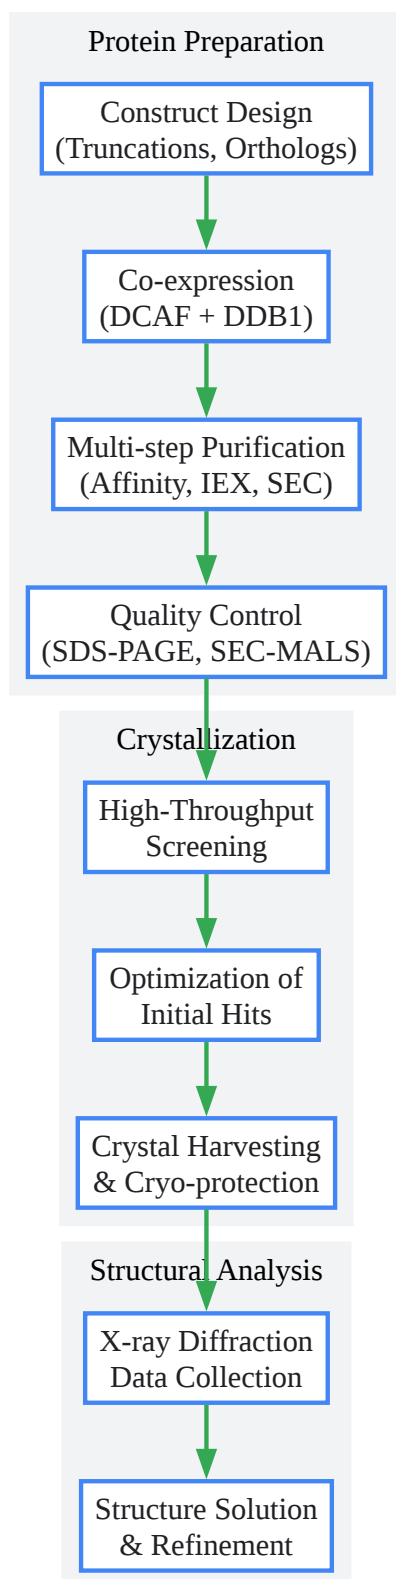 Protein Preparation
Construct Design
(Truncations, Orthologs)
Co-expression
(DCAF + DDB1)
Multi-step Purification
(Affinity, IEX, SEC)
Quality Control
(SDS-PAGE, SEC-MALS)
Crystallization
High-Throughput
Screening
Optimization of
Initial Hits
Crystal Harvesting
& Cryo-protection
Structural Analysis
X-ray Diffraction
Data Collection
Structure Solution
& Refinement